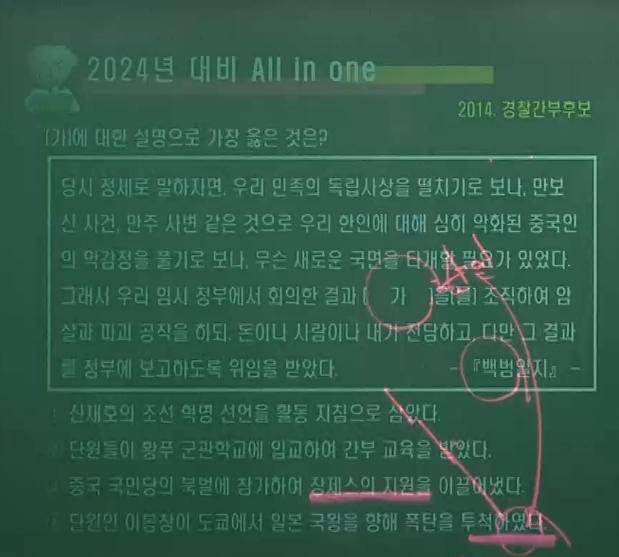 2024년 대비 All in one
2014. 경찰간부후보
(가)에 대한 설명으로 가장 옳은 것은?
당시 정세로 말하자면, 우리 민족의 독립사상을 떨치기로 보나, 만보
산 사건, 만주 사변 같은 것으로 우리 한인에 대해 심히 악화된 중국인
의 악감정을 풀기로 보나, 무슨 새로운 국면을 타개할 필요가 있었다.
그래서 우리 임시 정부에서 회의한 결과 ( 가 )을(를) 조직하여 암
살과 파괴 공작을 하되, 돈이나 사람이나 내가 전담하고, 다만 그 결과
를 정부에 보고하도록 위임을 받았다. - 『백범일지』 -
신채호의 조선 혁명 선언을 활동 지침으로 삼았다.
단원들이 황푸 군관학교에 입교하여 간부 교육을 받았다.
중국 국민당의 북벌에 참가하여 장제스의 지원을 이끌어냈다.
단원인 이봉창이 도쿄에서 일본 국왕을 향해 폭탄을 투척하였다.